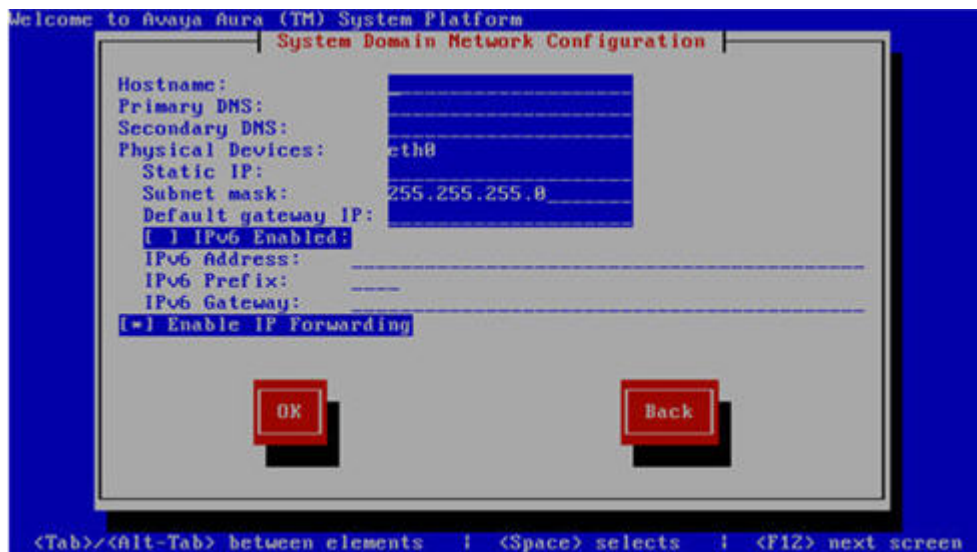 Welcome to Avaya Aura (TM) System Platform
System Domain Network Configuration
Hostname:
Primary DNS:
Secondary DNS:
Physical Devices: eth0
Static IP:
Subnet mask: 255.255.255.0
Default gateway IP:
[ ] IPv6 Enabled:
IPv6 Address:
IPv6 Prefix:
IPv6 Gateway:
[*] Enable IP Forwarding
OK Back
<Tab>/<Alt-Tab> between elements | <Space> selects | <F12> next screen